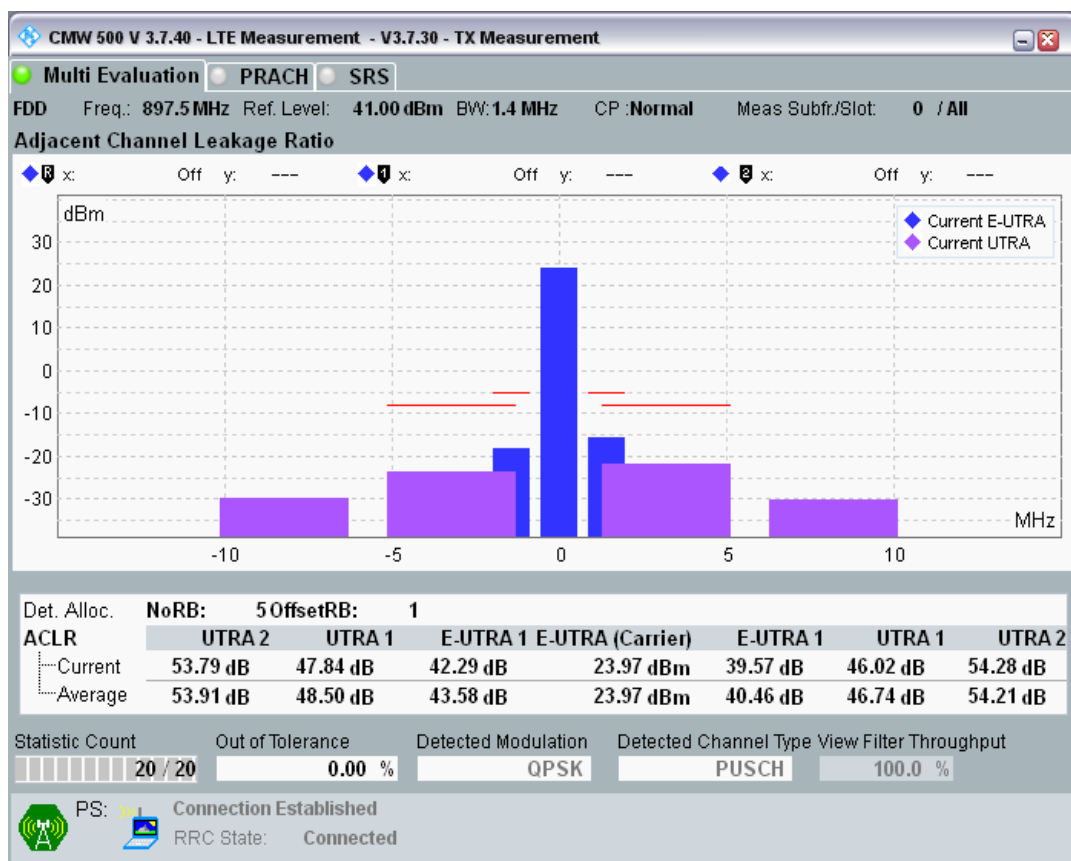 CMW 500 V 3.7.40 - LTE Measurement - V3.7.30 - TX Measurement
Multi Evaluation PRACH SRS
FDD Freq.: 897.5 MHz Ref. Level: 41.00 dBm BW: 1.4 MHz CP :Normal Meas Subfr./Slot: 0 / All
Adjacent Channel Leakage Ratio
R x: Off y: --- 1 x: Off y: --- 2 x: Off y: ---
dBm
Current E-UTRA
Current UTRA
30
20
10
0
-10
-20
-30
MHz
-10 -5 0 5 10
Det. Alloc. NoRB: 5 OffsetRB: 1
ACLR UTRA 2 UTRA 1 E-UTRA 1 E-UTRA (Carrier) E-UTRA 1 UTRA 1 UTRA 2
Current 53.79 dB 47.84 dB 42.29 dB 23.97 dBm 39.57 dB 46.02 dB 54.28 dB
Average 53.91 dB 48.50 dB 43.58 dB 23.97 dBm 40.46 dB 46.74 dB 54.21 dB
Statistic Count Out of Tolerance Detected Modulation Detected Channel Type View Filter Throughput
20 / 20 0.00 % QPSK PUSCH 100.0 %
PS: Connection Established
RRC State: Connected